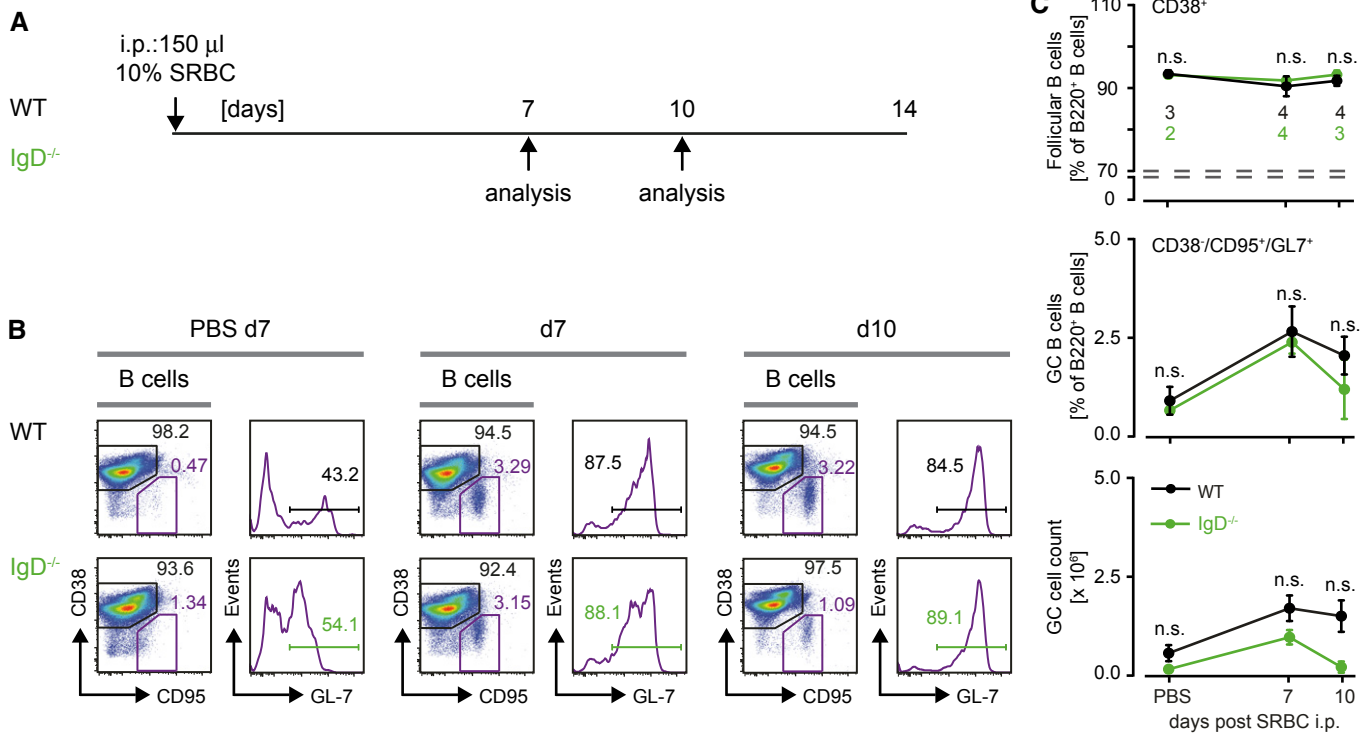 A
i.p.:150 µl
10% SRBC
WT
[days]
7
10
14
IgD-/-
analysis
analysis
B
PBS d7
d7
d10
B cells
B cells
B cells
WT
98.2
0.47
43.2
94.5
3.29
87.5
94.5
3.22
84.5
IgD-/-
93.6
1.34
54.1
92.4
3.15
88.1
97.5
1.09
89.1
CD38
Events
CD38
Events
CD38
Events
CD95
GL-7
CD95
GL-7
CD95
GL-7
C
CD38+
Follicular B cells
[% of B220+ B cells]
110
90
70
0
n.s.
n.s.
n.s.
3
4
4
2
4
3
CD38-/CD95+/GL7+
GC B cells
[% of B220+ B cells]
5.0
2.5
0.0
n.s.
n.s.
n.s.
GC cell count
[x 10⁶]
5.0
2.5
0.0
WT
IgD-/-
n.s.
n.s.
n.s.
PBS
7
10
days post SRBC i.p.